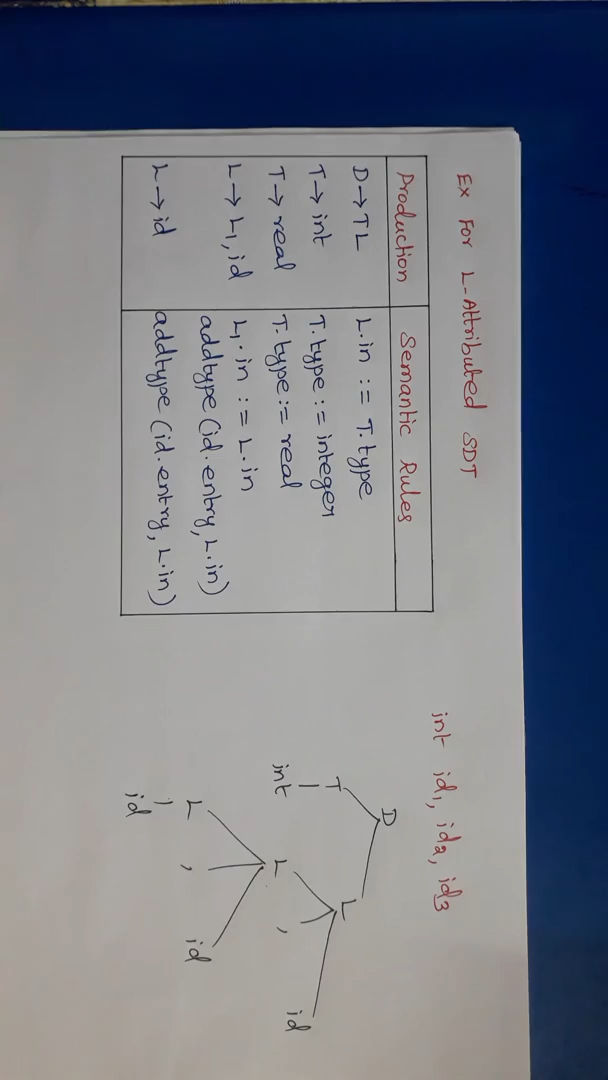 Ex For L-Attributed SDT
Production Semantic Rules
D→TL L.in := T.type
T→int T.type := integer
T→real T.type := real
L→L₁,id L₁.in := L.in
addtype (id.entry, L.in)
L→id addtype (id.entry, L.in)
int id₁, id₂, id₃
D
T L
int L , id
L , id
id